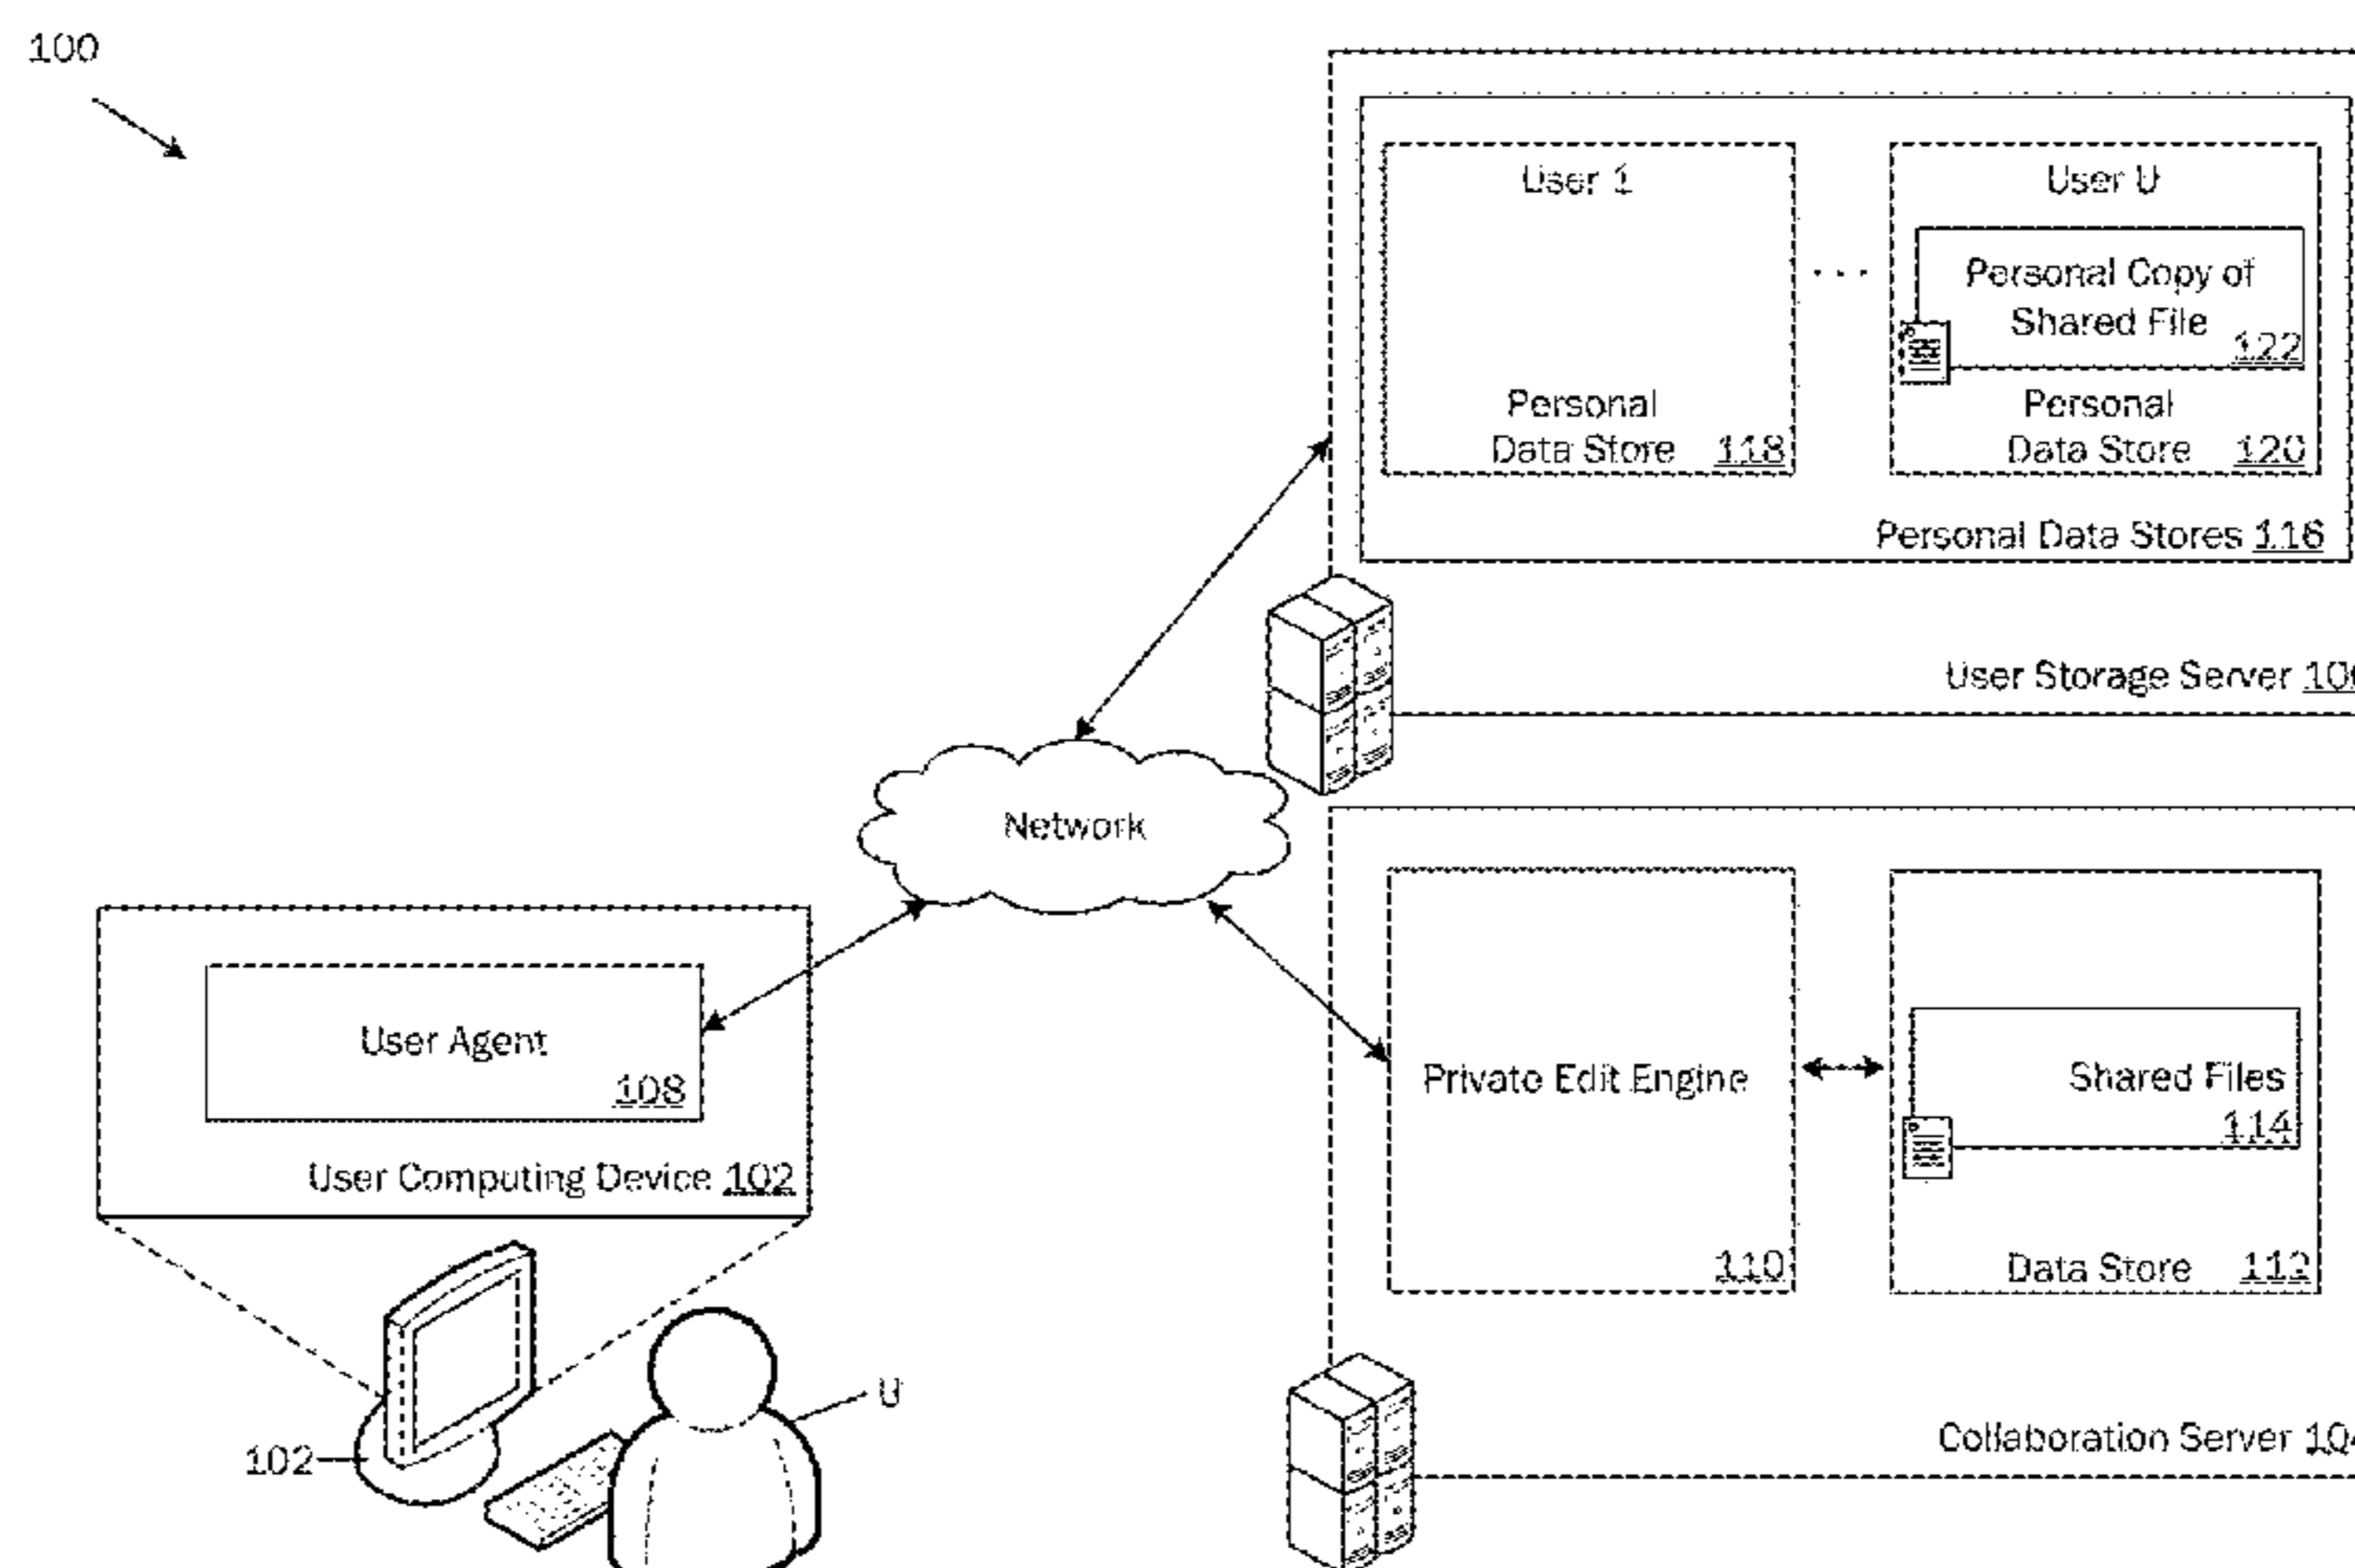 100
User 1
Personal
Data Store 118
. . .
User U
Personal Copy of
Shared File
122
Personal
Data Store 120
Personal Data Stores 116
User Storage Server
Network
User Agent
108
User Computing Device 102
102
U
Private Edit Engine
110
Shared Files
114
Data Store 112
Collaboration Server